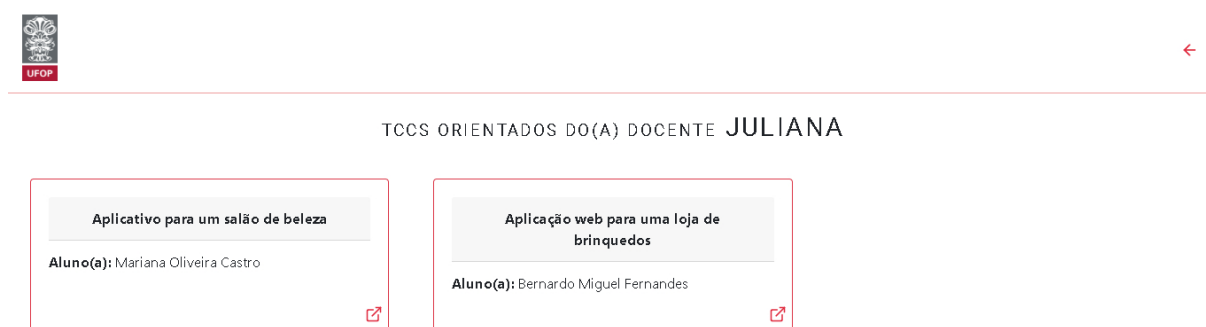 UFOP
TCCS ORIENTADOS DO(A) DOCENTE JULIANA
Aplicativo para um salão de beleza
Aluno(a): Mariana Oliveira Castro
Aplicação web para uma loja de
brinquedos
Aluno(a): Bernardo Miguel Fernandes